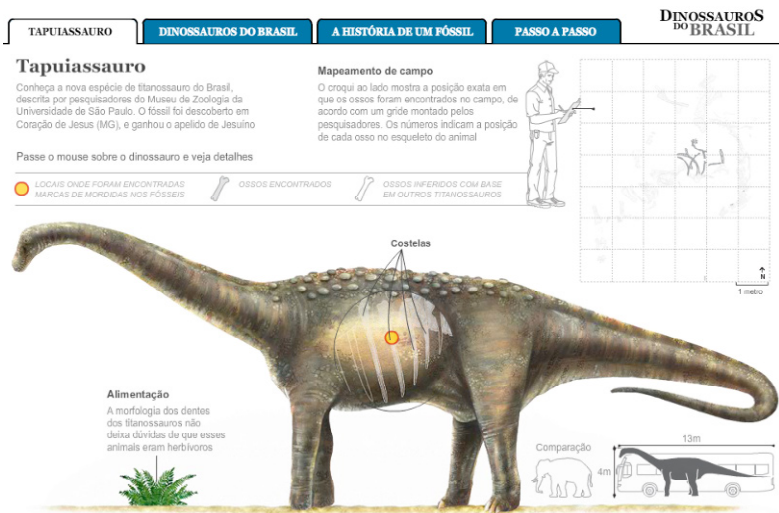 TAPUIASSAURO
DINOSSAUROS DO BRASIL
A HISTÓRIA DE UM FÓSSIL
PASSO A PASSO
DINOSSAUROS
DO BRASIL
Tapuiassauro
Conheça a nova espécie de titanossauro do Brasil,
descrita por pesquisadores do Museu de Zoologia da
Universidade de São Paulo. O fóssil foi descoberto em
Coração de Jesus (MG), e ganhou o apelido de Jesuíno
Passe o mouse sobre o dinossauro e veja detalhes
Mapeamento de campo
O croqui ao lado mostra a posição exata em
que os ossos foram encontrados no campo, de
acordo com um gride montado pelos
pesquisadores. Os números indicam a posição
de cada osso no esqueleto do animal
LOCAIS ONDE FORAM ENCONTRADAS
MARCAS DE MORDIDAS NOS FÓSSEIS
OSSOS ENCONTRADOS
OSSOS INFERIDOS COM BASE
EM OUTROS TITANOSSAUROS
N
1 metro
Costelas
Alimentação
A morfologia dos dentes
dos titanossauros não
deixa dúvidas de que esses
animais eram herbívoros
Comparação
13m
4m